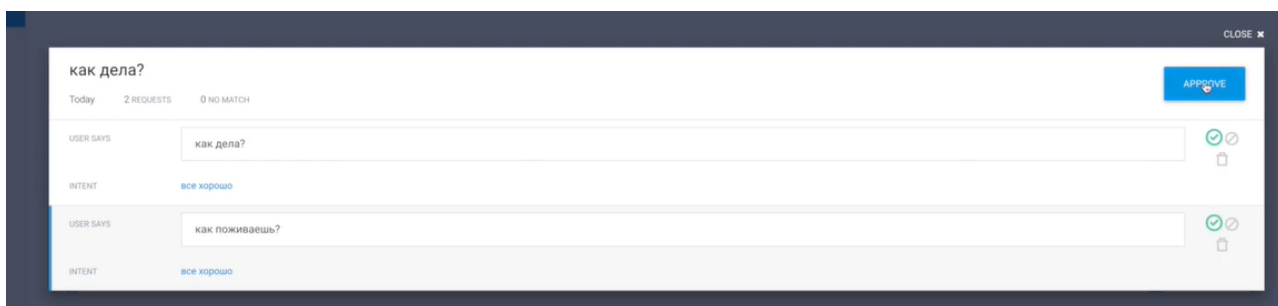 CLOSE ✖
как дела?
APPROVE
Today 2 REQUESTS 0 NO MATCH
USER SAYS как дела?
INTENT все хорошо
USER SAYS как поживаешь?
INTENT все хорошо